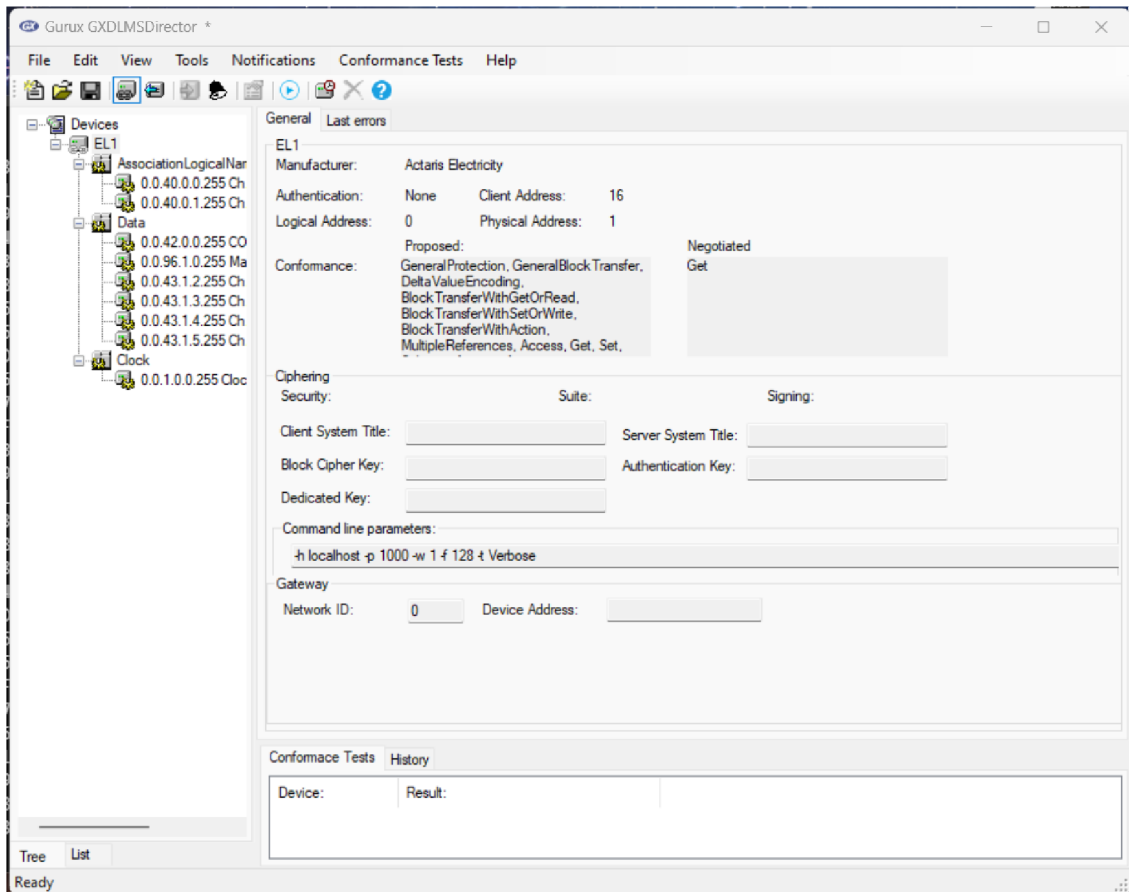 Gurux GXDLMSDirector *
File Edit View Tools Notifications Conformance Tests Help
Devices
EL1
AssociationLogicalNar
0.0.40.0.0.255 Ch
0.0.40.0.1.255 Ch
Data
0.0.42.0.0.255 CO
0.0.96.1.0.255 Ma
0.0.43.1.2.255 Ch
0.0.43.1.3.255 Ch
0.0.43.1.4.255 Ch
0.0.43.1.5.255 Ch
Clock
0.0.1.0.0.255 Cloc
Tree List
General Last errors
EL1
Manufacturer: Actaris Electricity
Authentication: None Client Address: 16
Logical Address: 0 Physical Address: 1
Proposed: Negotiated
Conformance: GeneralProtection, GeneralBlockTransfer, Get
DeltaValueEncoding,
BlockTransferWithGetOrRead,
BlockTransferWithSetOrWrite,
BlockTransferWithAction,
MultipleReferences, Access, Get, Set,
Ciphering
Security: Suite: Signing:
Client System Title: Server System Title:
Block Cipher Key: Authentication Key:
Dedicated Key:
Command line parameters:
-h localhost -p 1000 -w 1 -f 128 -t Verbose
Gateway
Network ID: 0 Device Address:
Conformace Tests History
Device: Result:
Ready